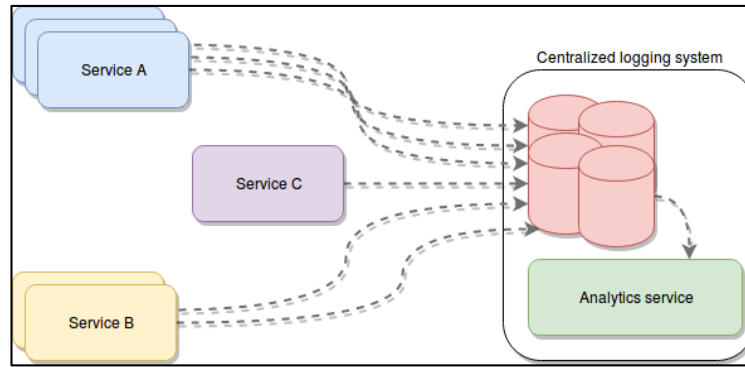 Service A
Centralized logging system
Service C
Service B
Analytics service